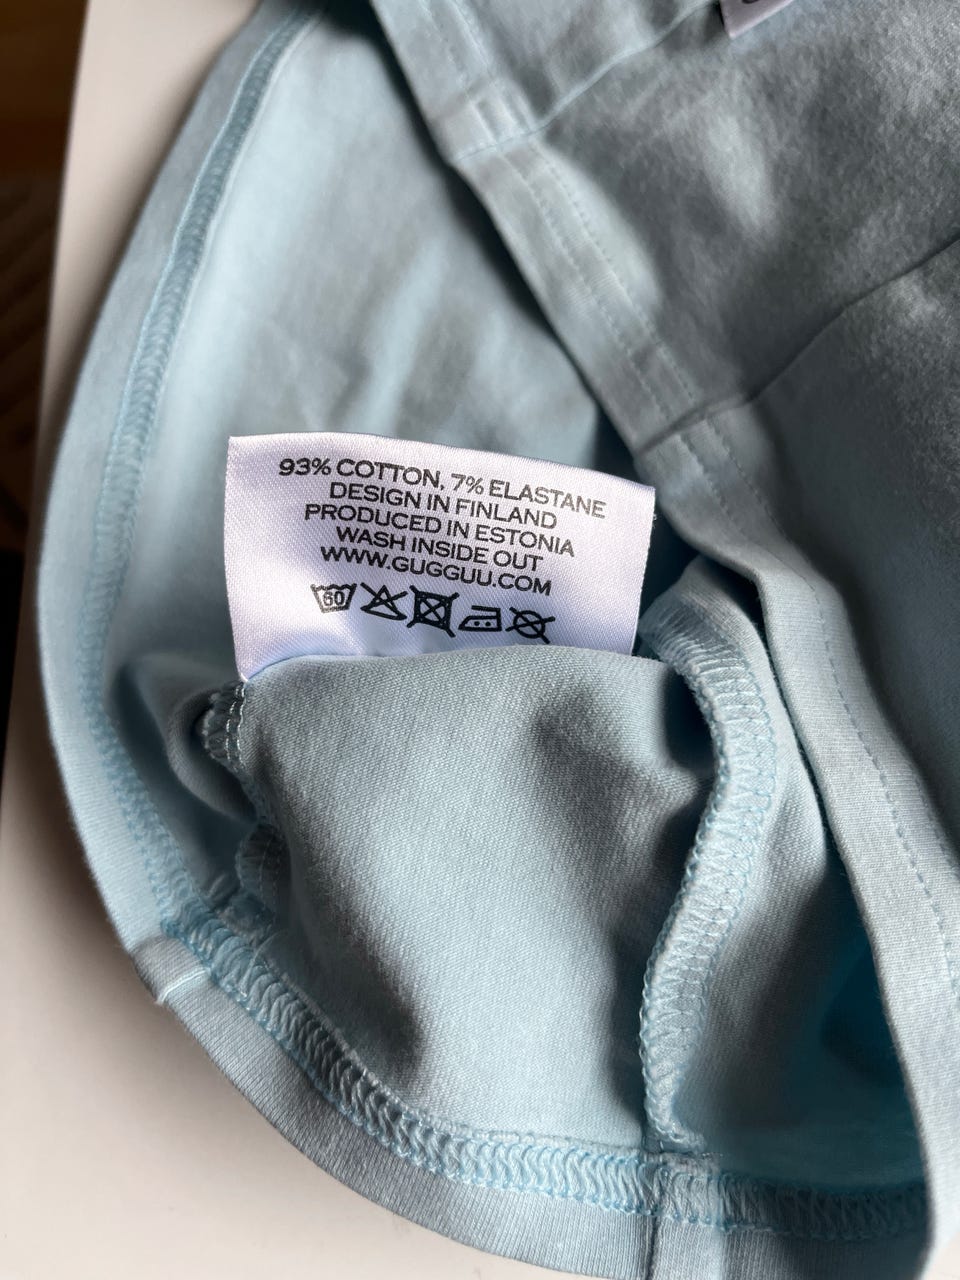 93% COTTON, 7% ELASTANE
DESIGN IN FINLAND
PRODUCED IN ESTONIA
WASH INSIDE OUT
WWW.GUGGUU.COM
60